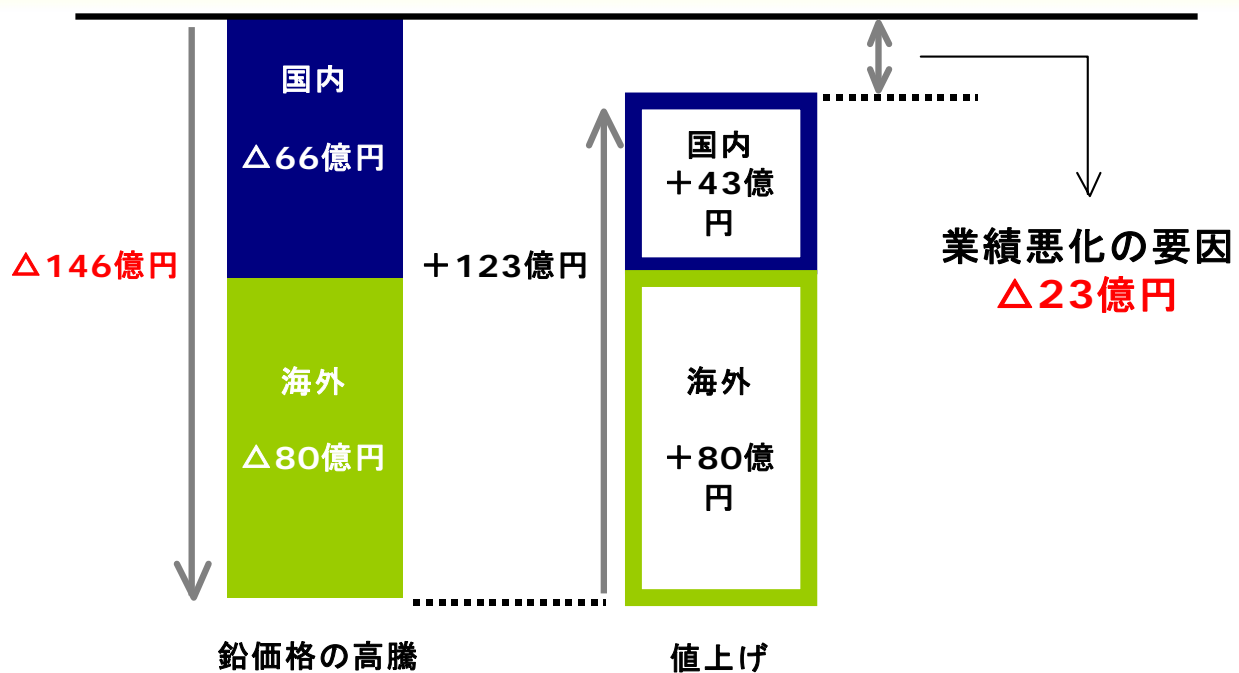 国内
△66億円
△146億円
海外
△80億円
鉛価格の高騰
＋123億円
国内
＋43億
円
海外
＋80億
円
値上げ
業績悪化の要因
△23億円